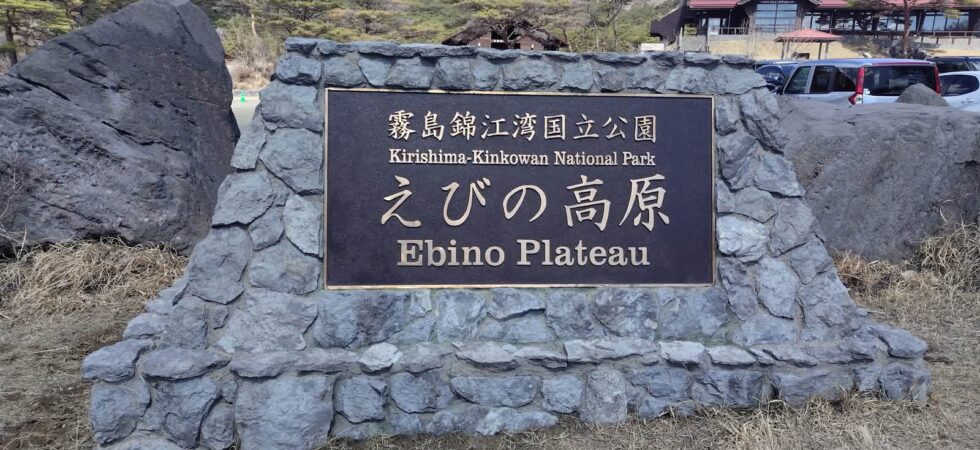 霧島錦江湾国立公園
Kirishima-Kinkowan National Park
えびの高原
Ebino Plateau